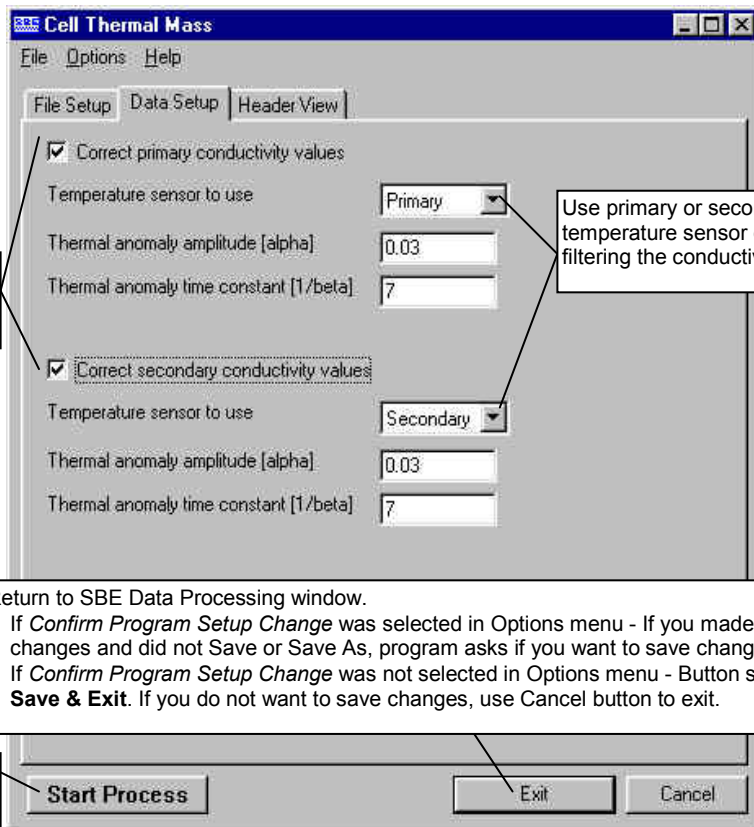 SBE Cell Thermal Mass
File Options Help
File Setup Data Setup Header View
Correct primary conductivity values
Temperature sensor to use Primary
Thermal anomaly amplitude [alpha] 0.03
Thermal anomaly time constant [1/beta] 7
Use primary or seco
temperature sensor
filtering the conductiv
Correct secondary conductivity values
Temperature sensor to use Secondary
Thermal anomaly amplitude [alpha] 0.03
Thermal anomaly time constant [1/beta] 7
eturn to SBE Data Processing window.
If Confirm Program Setup Change was selected in Options menu - If you made
changes and did not Save or Save As, program asks if you want to save chang
If Confirm Program Setup Change was not selected in Options menu - Button s
Save & Exit. If you do not want to save changes, use Cancel button to exit.
Start Process Exit Cancel